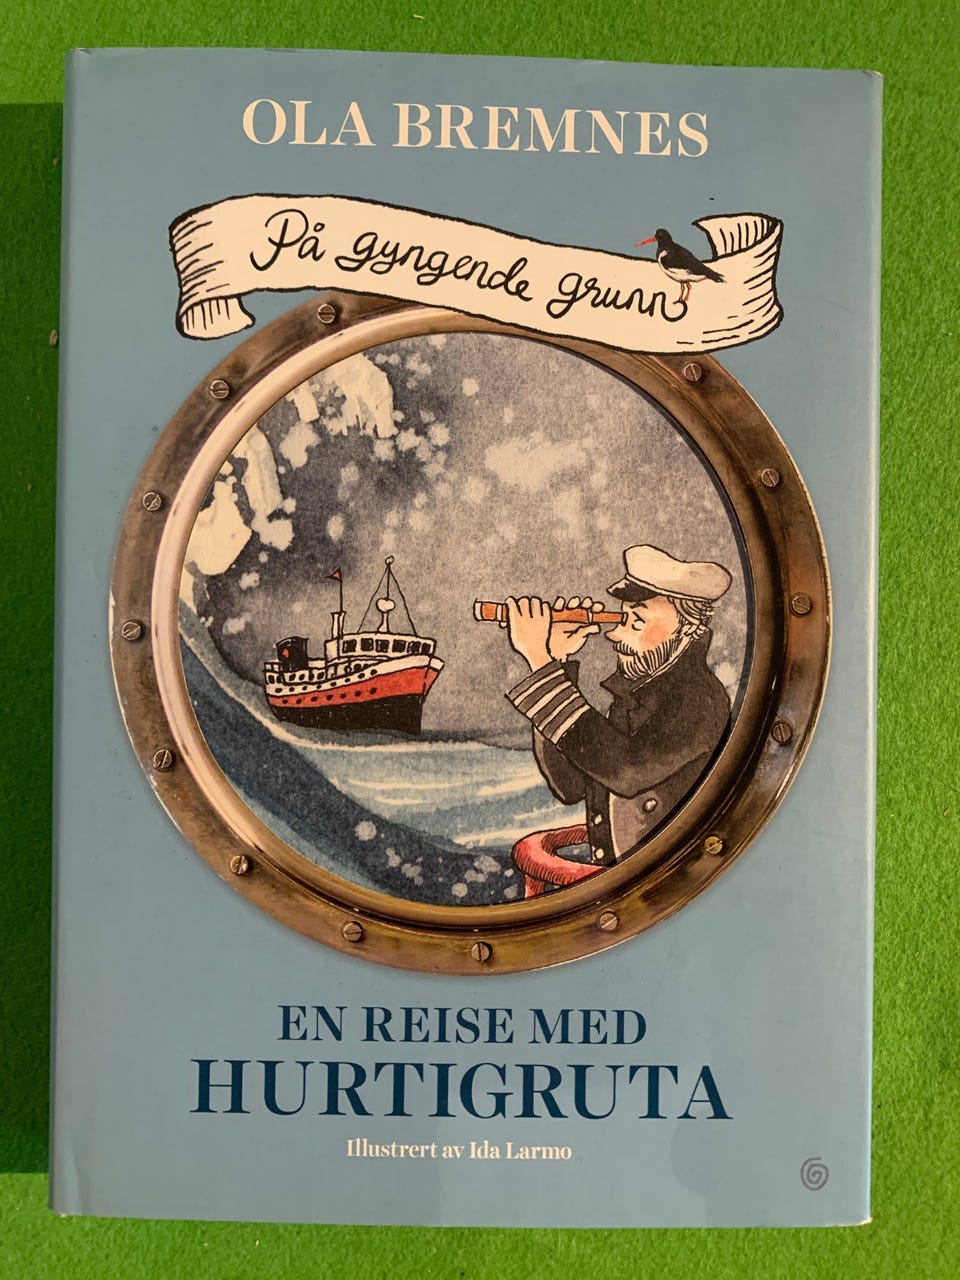 OLA BREMNES
På gyngende grunn
EN REISE MED
HURTIGRUTA
Illustrert av Ida Larmo